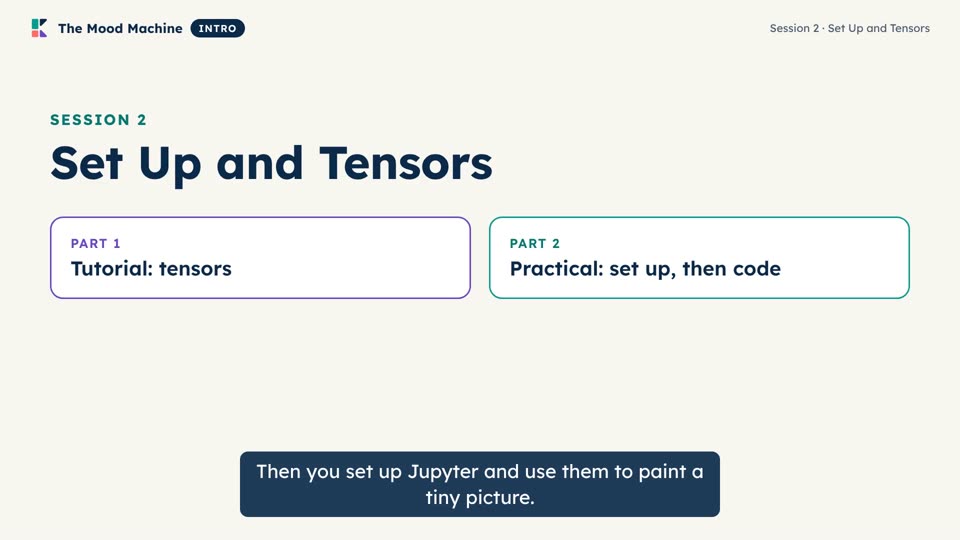 The Mood Machine
INTRO
Session 2 · Set Up and Tensors
SESSION 2
Set Up and Tensors
PART 1
Tutorial: tensors
PART 2
Practical: set up, then code
Then you set up Jupyter and use them to paint a
tiny picture.